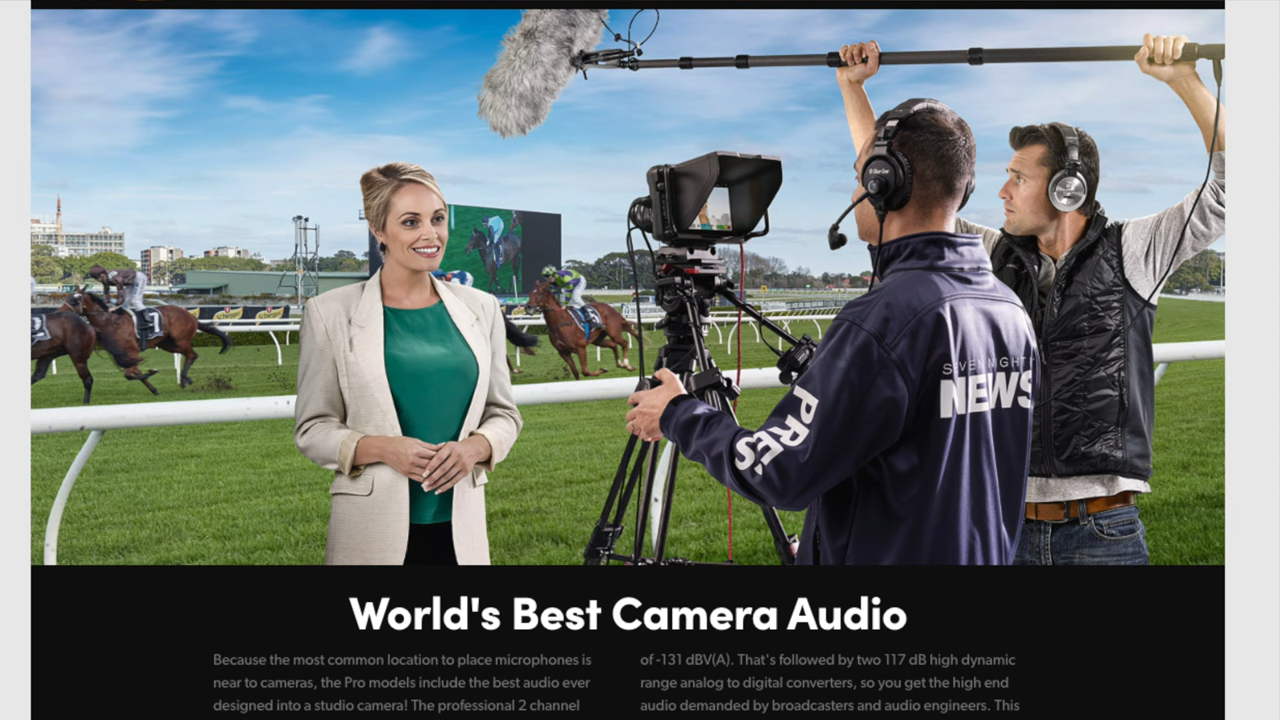 SEVEN NIGHT
NEWS
PRES
World's Best Camera Audio
Because the most common location to place microphones is
near to cameras, the Pro models include the best audio ever
designed into a studio camera! The professional 2 channel
of -131 dBV(A). That's followed by two 117 dB high dynamic
range analog to digital converters, so you get the high end
audio demanded by broadcasters and audio engineers. This